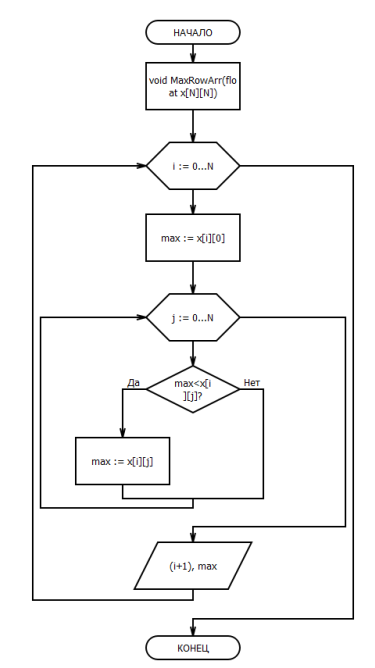 НАЧАЛО
void MaxRowArr(flo
at x[N][N])
i := 0...N
max := x[i][0]
j := 0...N
Да
max<x[i
][j]?
Нет
max := x[i][j]
(i+1), max
КОНЕЦ